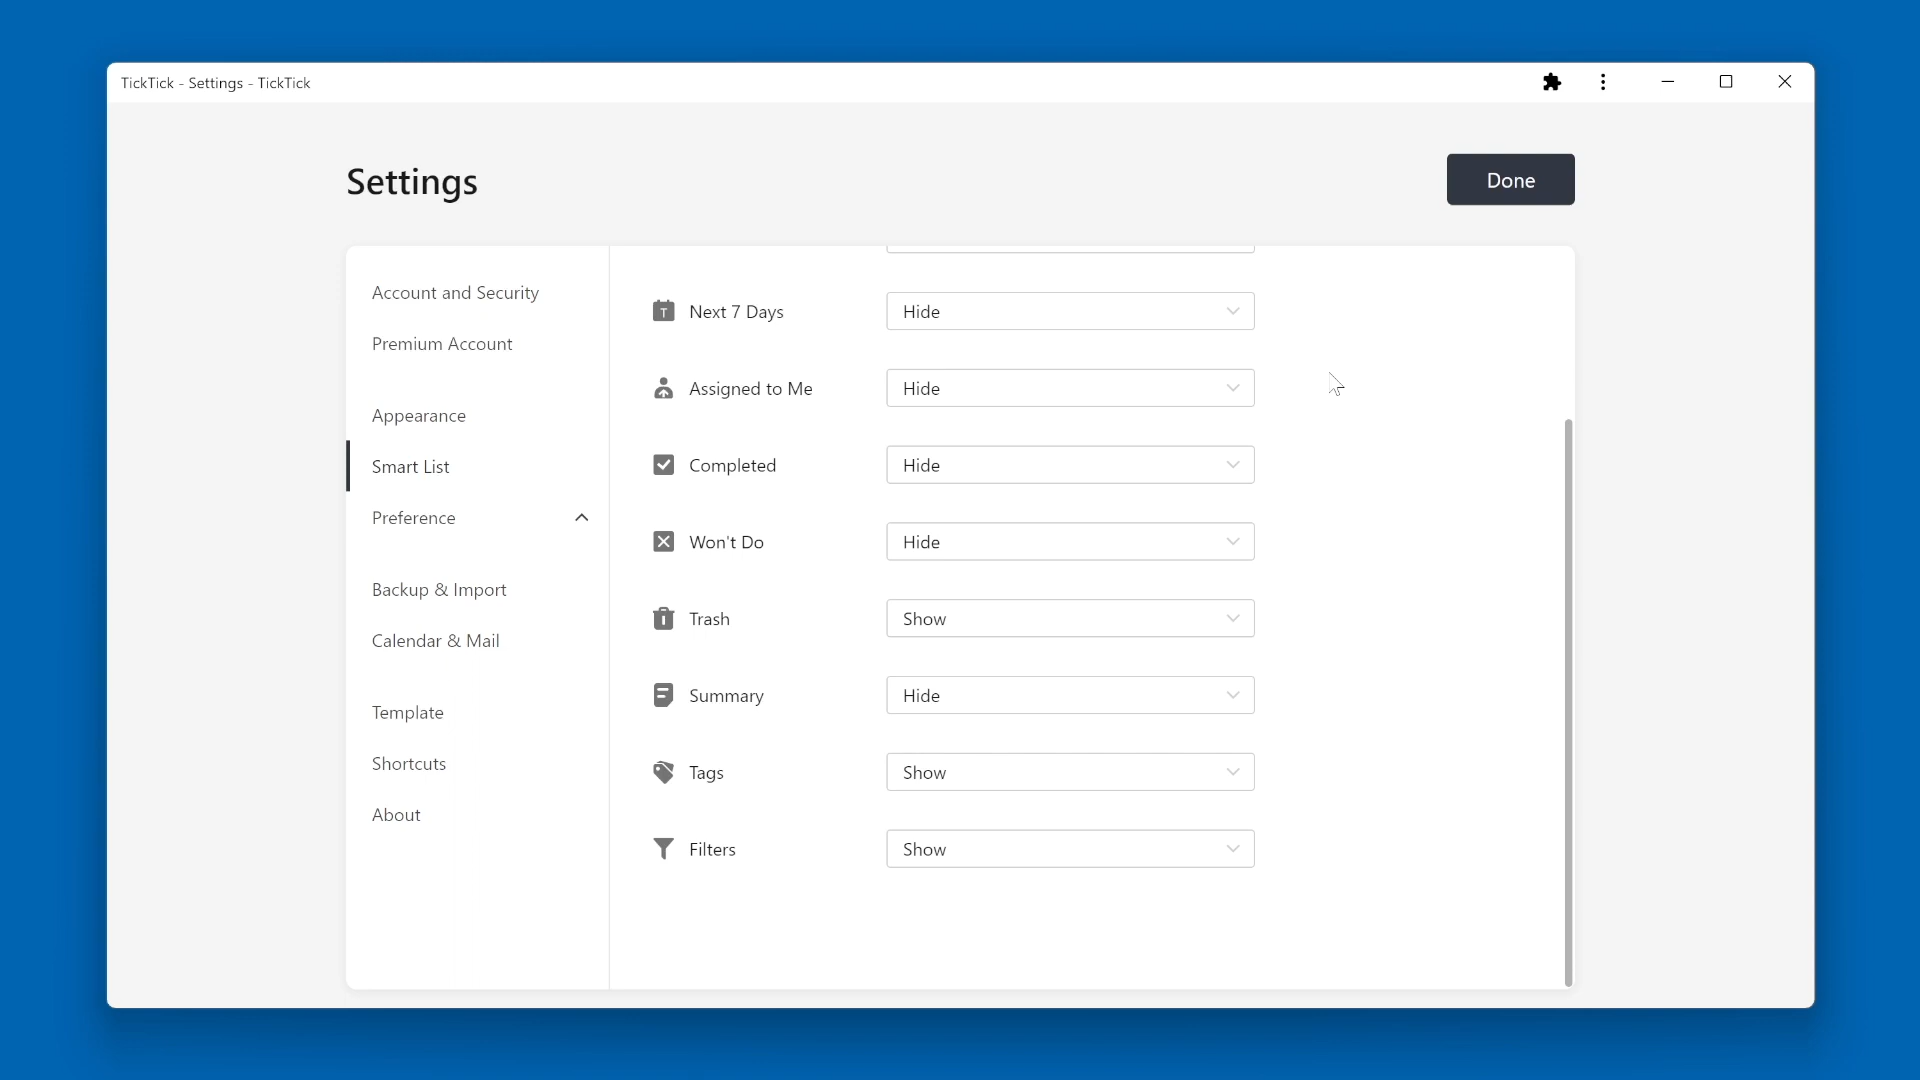 TickTick - Settings - TickTick
Settings
Done
Account and Security
Premium Account
Appearance
Smart List
Preference
Backup & Import
Calendar & Mail
Template
Shortcuts
About
Next 7 Days Hide
Assigned to Me Hide
Completed Hide
Won't Do Hide
Trash Show
Summary Hide
Tags Show
Filters Show